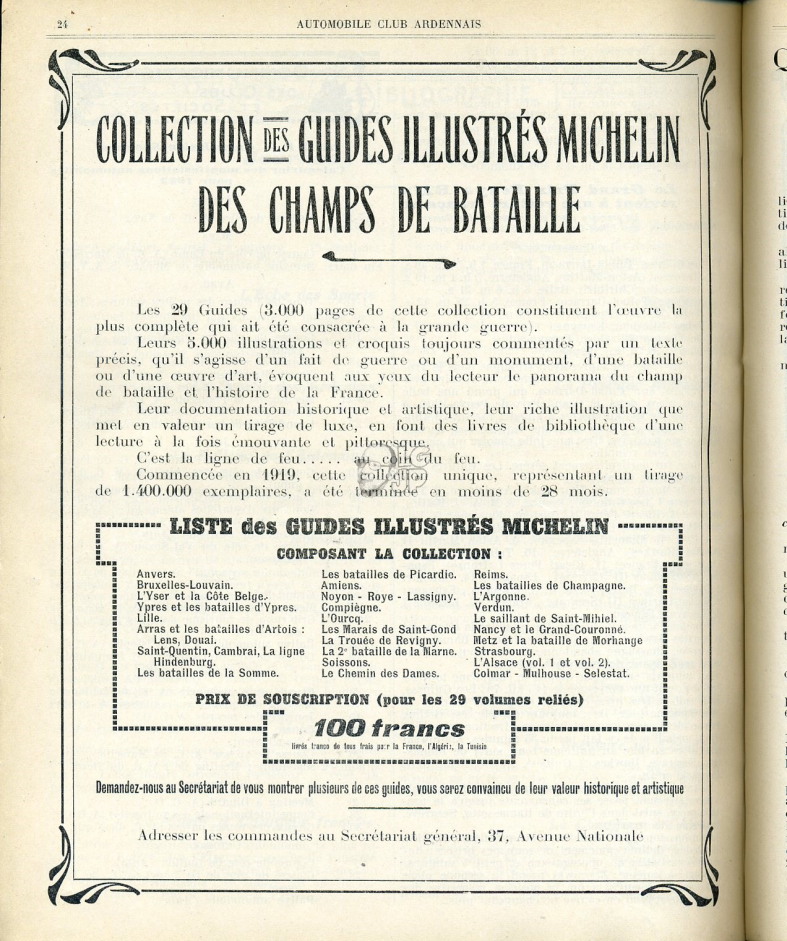 24
AUTOMOBILE CLUB ARDENNAIS
COLLECTION DES GUIDES ILLUSTRÉS MICHELIN
DES CHAMPS DE BATAILLE
Les 29 Guides (3.000 pages de cette collection constituent l'œuvre la
plus complète qui ait été consacrée à la grande guerre).
Leurs 5.000 illustrations et croquis toujours commentés par un texte
précis, qu'il s'agisse d'un fait de guerre ou d'un monument, d'une bataille
ou d'une œuvre d'art, évoquent aux yeux du lecteur le panorama du champ
de bataille et l'histoire de la France.
Leur documentation historique et artistique, leur riche illustration que
met en valeur un tirage de luxe, en font des livres de bibliothèque d'une
lecture à la fois émouvante et pittoresque.
C'est la ligne de feu..... au coin du feu.
Commencée en 1919, cette collection unique, représentant un tirage
de 1.400.000 exemplaires, a été terminée en moins de 28 mois.
LISTE des GUIDES ILLUSTRÉS MICHELIN
COMPOSANT LA COLLECTION :
Anvers.
Bruxelles-Louvain.
L'Yser et la Côte Belge.
Ypres et les batailles d'Ypres.
Lille.
Arras et les batailles d'Artois :
Lens, Douai.
Saint-Quentin, Cambrai, La ligne
Hindenburg.
Les batailles de la Somme.
Les batailles de Picardie.
Amiens.
Noyon - Roye - Lassigny.
Compiègne.
L'Ourcq.
Les Marais de Saint-Gond
La Trouée de Revigny.
La 2e bataille de la Marne.
Soissons.
Le Chemin des Dames.
Reims.
Les batailles de Champagne.
L'Argonne.
Verdun.
Le saillant de Saint-Mihiel.
Nancy et le Grand-Couronné.
Metz et la bataille de Morhange
Strasbourg.
L'Alsace (vol. 1 et vol. 2).
Colmar - Mulhouse - Selestat.
PRIX DE SOUSCRIPTION (pour les 29 volumes reliés)
100 francs
livrés franco de tous frais pour la France, l'Algérie, la Tunisie
Demandez-nous au Secrétariat de vous montrer plusieurs de ces guides, vous serez convaincu de leur valeur historique et artistique
Adresser les commandes au Secrétariat général, 37, Avenue Nationale